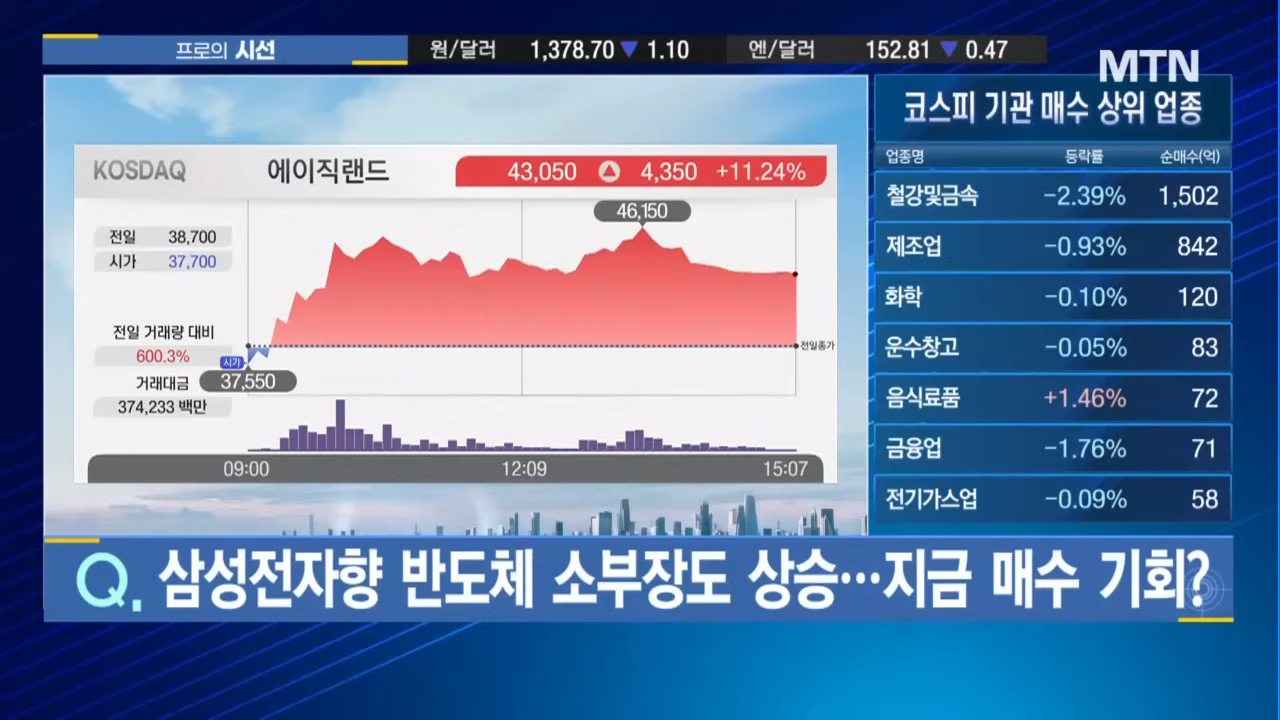 프로의 시선
원/달러 1,378.70 ▼ 1.10 엔/달러 152.81 ▼ 0.47
MTN
KOSDAQ 에이직랜드 43,050 ▲ 4,350 +11.24%
46,150
전일 38,700
시가 37,700
전일 거래량 대비
600.3%
시가
전일종가
37,550
거래대금
374,233 백만
09:00 12:09 15:07
코스피 기관 매수 상위 업종
업종명 등락률 순매수(억)
철강및금속 -2.39% 1,502
제조업 -0.93% 842
화학 -0.10% 120
운수창고 -0.05% 83
음식료품 +1.46% 72
금융업 -1.76% 71
전기가스업 -0.09% 58
Q. 삼성전자향 반도체 소부장도 상승…지금 매수 기회?